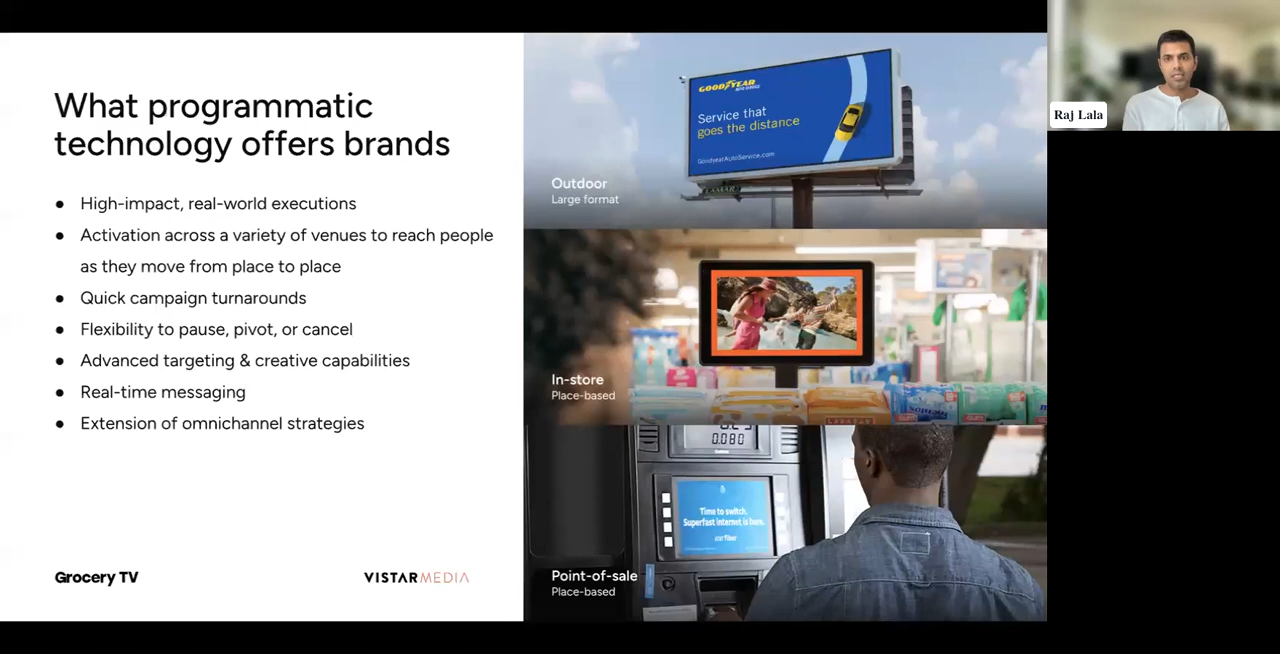 What programmatic
technology offers brands
● High-impact, real-world executions
● Activation across a variety of venues to reach people
as they move from place to place
● Quick campaign turnarounds
● Flexibility to pause, pivot, or cancel
● Advanced targeting & creative capabilities
● Real-time messaging
● Extension of omnichannel strategies
Grocery TV
VISTARMEDIA
GOODYEAR
AUTO SERVICE
Service that
goes the distance
GoodyearAutoService.com
Outdoor
Large format
In-store
Place-based
0.080
Time to switch.
Superfast internet is here.
Point-of-sale
Place-based
Raj Lala